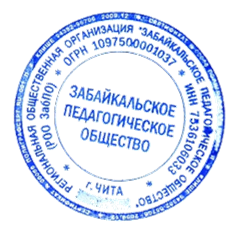 РЕГИОНАЛЬНАЯ ОБЩЕСТВЕННАЯ ОРГАНИЗАЦИЯ "ЗАБАЙКАЛЬСКОЕ ПЕДАГОГИЧЕСКОЕ ОБЩЕСТВО"
(РОО ЗабПО) * ОГРН 1097500001037 * ИНН 7536106033
ЗАБАЙКАЛЬСКОЕ
ПЕДАГОГИЧЕСКОЕ
ОБЩЕСТВО
г. ЧИТА